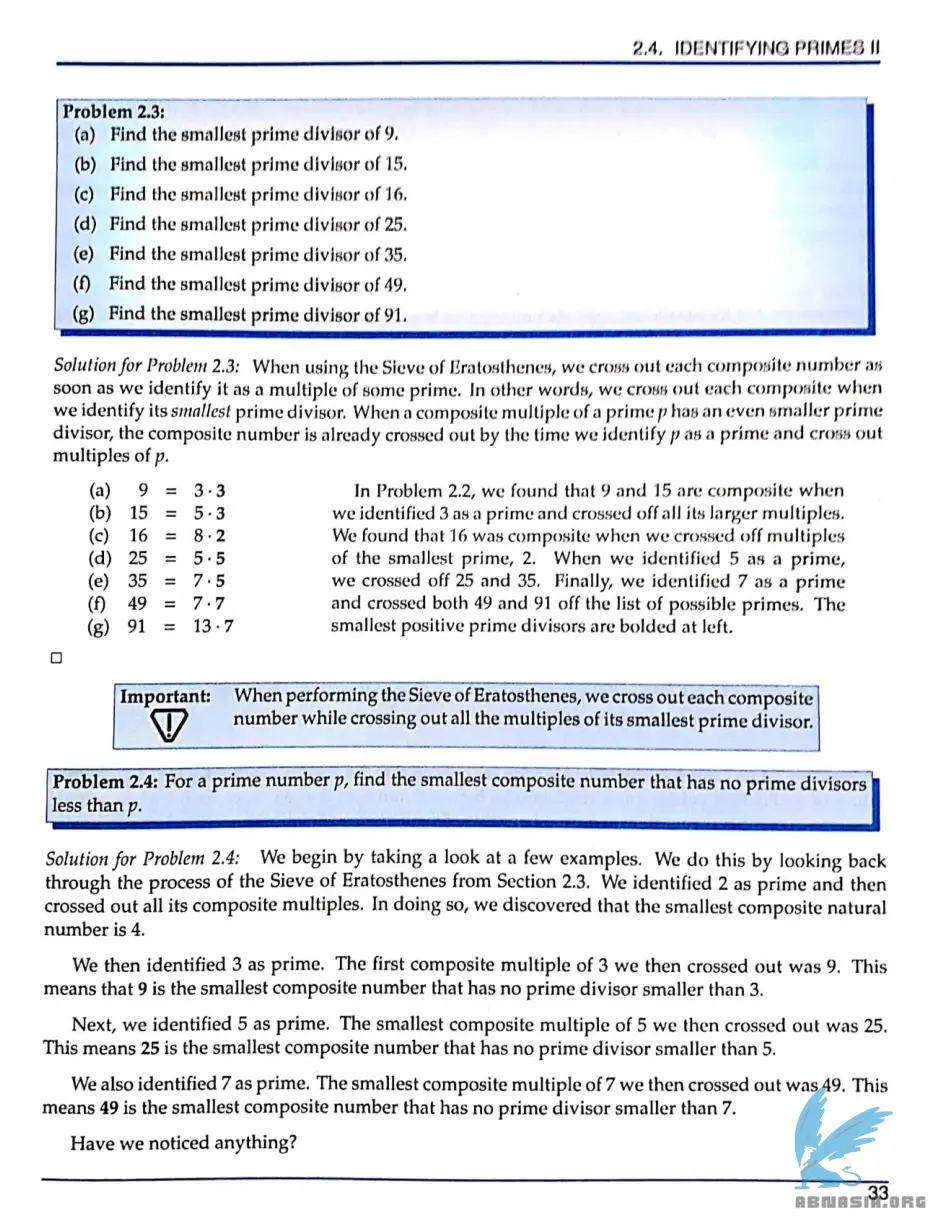 2.4. IDENTIFYING PRIMES II
Problem 2.3:
(a) Find the smallest prime divisor of 9.
(b) Find the smallest prime divisor of 15.
(c) Find the smallest prime divisor of 16.
(d) Find the smallest prime divisor of 25.
(e) Find the smallest prime divisor of 35.
(f) Find the smallest prime divisor of 49.
(g) Find the smallest prime divisor of 91.
Solution for Problem 2.3: When using the Sieve of Eratosthenes, we cross out each composite number as
soon as we identify it as a multiple of some prime. In other words, we cross out each composite when
we identify its smallest prime divisor. When a composite multiple of a prime p has an even smaller prime
divisor, the composite number is already crossed out by the time we identify p as a prime and cross out
multiples of p.
(a) 9 = 3 · 3
(b) 15 = 5 · 3
(c) 16 = 8 · 2
(d) 25 = 5 · 5
(e) 35 = 7 · 5
(f) 49 = 7 · 7
(g) 91 = 13 · 7
In Problem 2.2, we found that 9 and 15 are composite when
we identified 3 as a prime and crossed off all its larger multiples.
We found that 16 was composite when we crossed off multiples
of the smallest prime, 2. When we identified 5 as a prime,
we crossed off 25 and 35. Finally, we identified 7 as a prime
and crossed both 49 and 91 off the list of possible primes. The
smallest positive prime divisors are bolded at left.
□
Important: When performing the Sieve of Eratosthenes, we cross out each composite
number while crossing out all the multiples of its smallest prime divisor.
Problem 2.4: For a prime number p, find the smallest composite number that has no prime divisors
less than p.
Solution for Problem 2.4: We begin by taking a look at a few examples. We do this by looking back
through the process of the Sieve of Eratosthenes from Section 2.3. We identified 2 as prime and then
crossed out all its composite multiples. In doing so, we discovered that the smallest composite natural
number is 4.
We then identified 3 as prime. The first composite multiple of 3 we then crossed out was 9. This
means that 9 is the smallest composite number that has no prime divisor smaller than 3.
Next, we identified 5 as prime. The smallest composite multiple of 5 we then crossed out was 25.
This means 25 is the smallest composite number that has no prime divisor smaller than 5.
We also identified 7 as prime. The smallest composite multiple of 7 we then crossed out was 49. This
means 49 is the smallest composite number that has no prime divisor smaller than 7.
Have we noticed anything?
33
ABNASIA.ORG